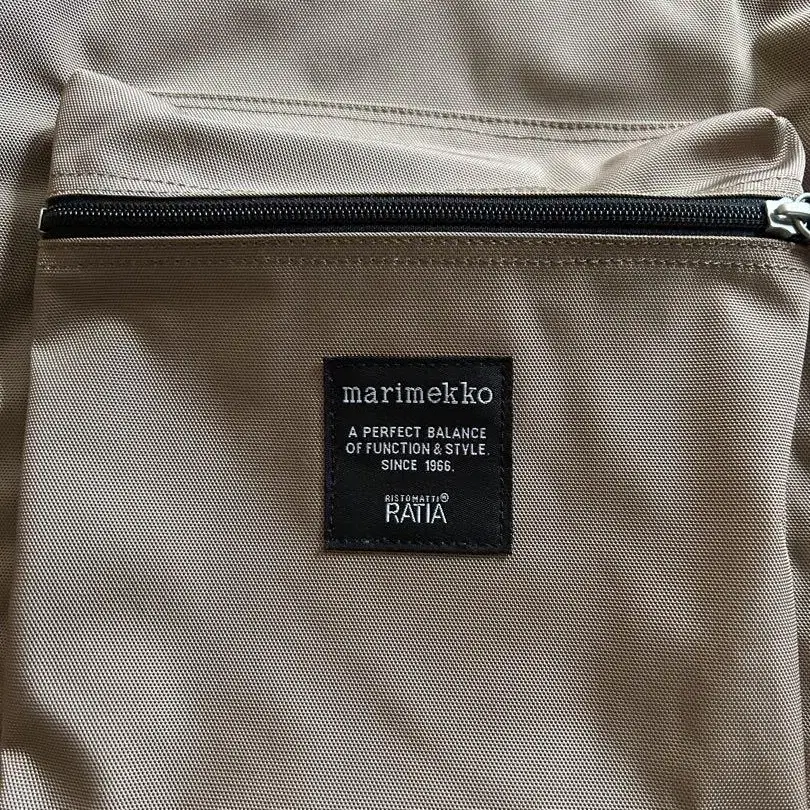 marimekko
A PERFECT BALANCE
OF FUNCTION & STYLE.
SINCE 1966.
RISTOMATTI®
RATIA